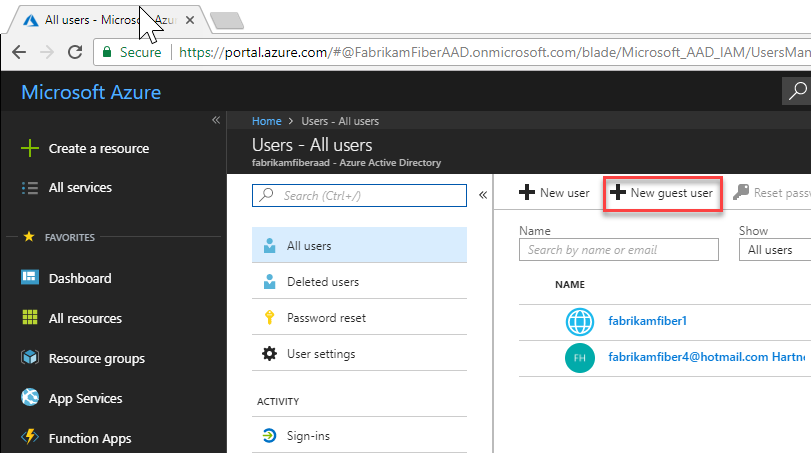 All users - Microso
Secure https://portal.azure.com/#@FabrikamFiberAAD.onmicrosoft.com/blade/Microsoft_AAD_IAM/UsersMan
Microsoft Azure
Create a resource
All services
FAVORITES
Dashboard
All resources
Resource groups
App Services
Function Apps
Home > Users - All users
Users - All users
fabrikamfiberaad - Azure Active Directory
Search (Ctrl+/)
All users
Deleted users
Password reset
User settings
ACTIVITY
Sign-ins
New user New guest user Reset passw
Name Show
Search by name or email All users
NAME
fabrikamfiber1
FH fabrikamfiber4@hotmail.com Hartne